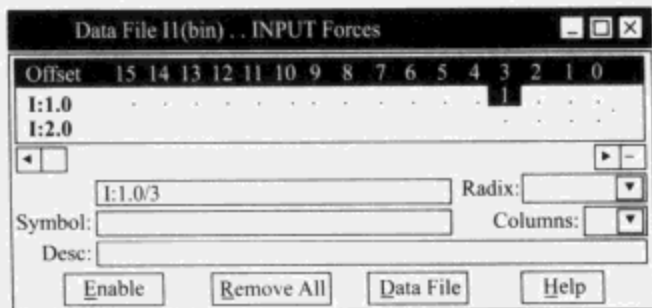 Data File I1(bin) . . INPUT Forces
Offset 15 14 13 12 11 10 9 8 7 6 5 4 3 2 1 0
I:1.0 . . . . . . . . . . . . 1 . . .
I:2.0 . . . .
I:1.0/3 Radix:
Symbol: Columns:
Desc:
Enable Remove All Data File Help